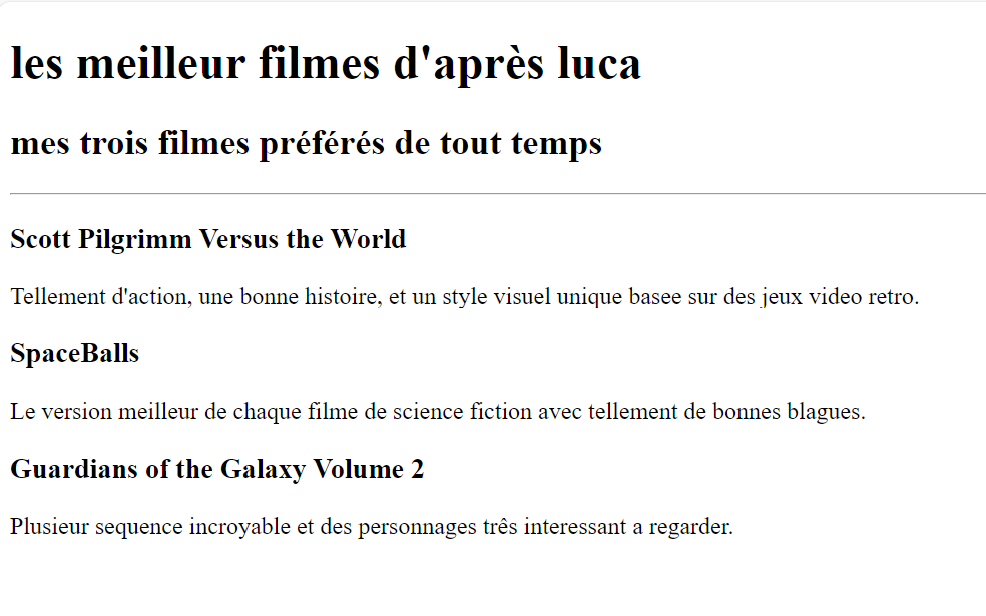 les meilleur filmes d'après luca
mes trois filmes préférés de tout temps
Scott Pilgrimm Versus the World
Tellement d'action, une bonne histoire, et un style visuel unique basee sur des jeux video retro.
SpaceBalls
Le version meilleur de chaque filme de science fiction avec tellement de bonnes blagues.
Guardians of the Galaxy Volume 2
Plusieur sequence incroyable et des personnages três interessant a regarder.